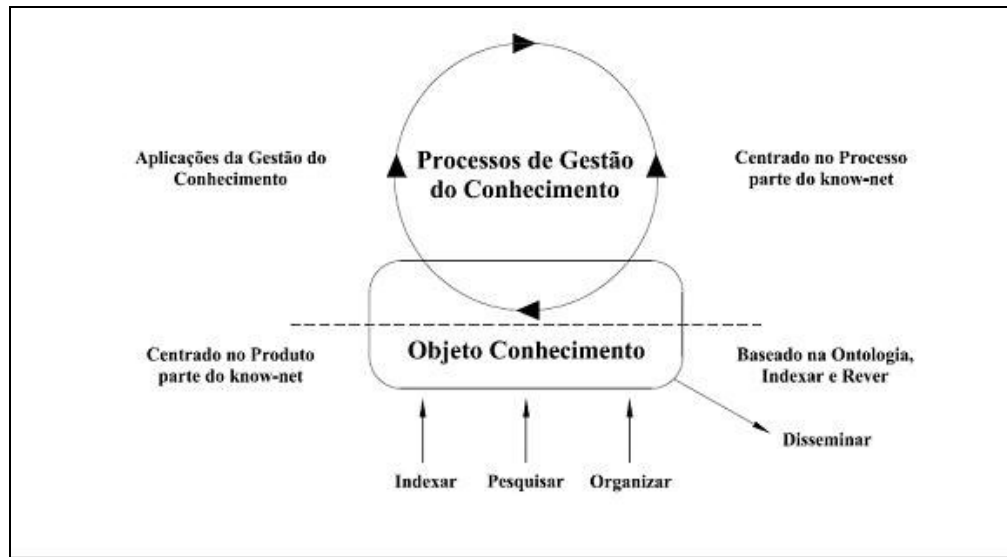 Aplicações da Gestão do
Conhecimento
Processos de Gestão
do Conhecimento
Centrado no Processo
parte do know-net
Centrado no Produto
parte do know-net
Objeto Conhecimento
Baseado na Ontologia,
Indexar e Rever
Disseminar
Indexar
Pesquisar
Organizar